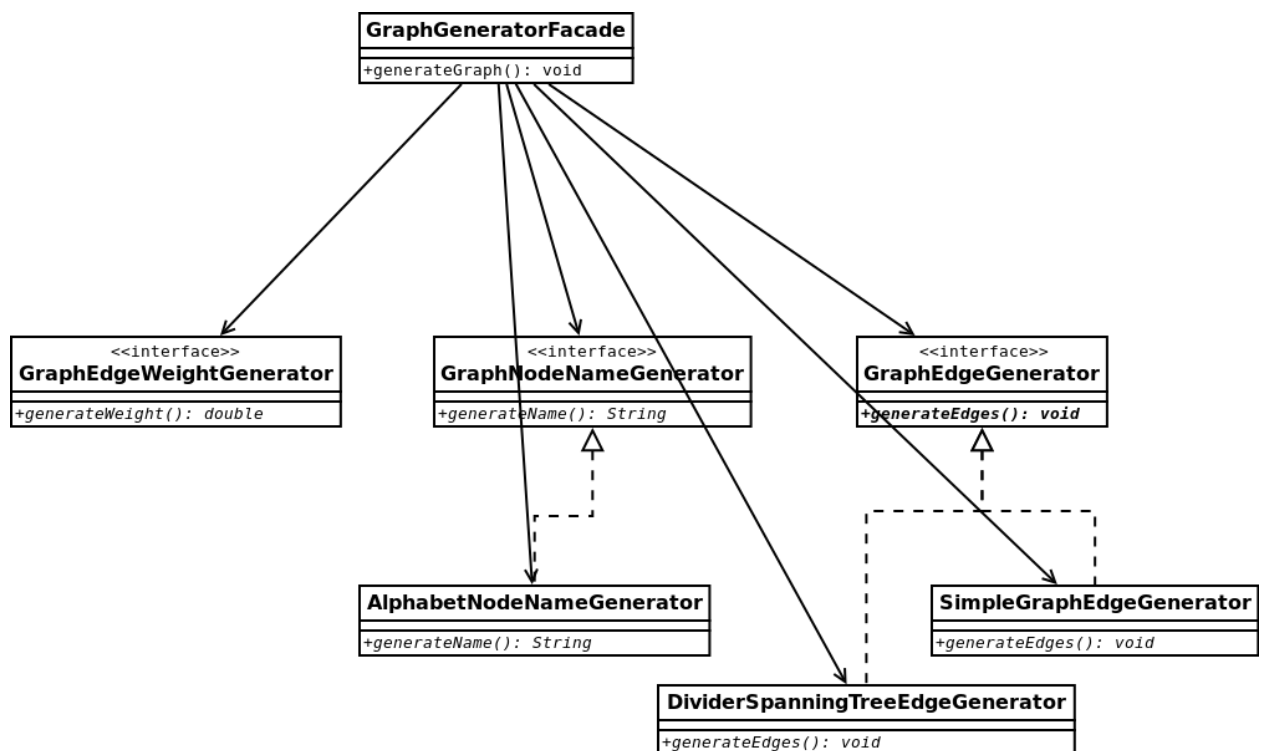 GraphGeneratorFacade
+generateGraph(): void
<<interface>>
GraphEdgeWeightGenerator
+generateWeight(): double
<<interface>>
GraphNodeNameGenerator
+generateName(): String
<<interface>>
GraphEdgeGenerator
+generateEdges(): void
AlphabetNodeNameGenerator
+generateName(): String
SimpleGraphEdgeGenerator
+generateEdges(): void
DividerSpanningTreeEdgeGenerator
+generateEdges(): void